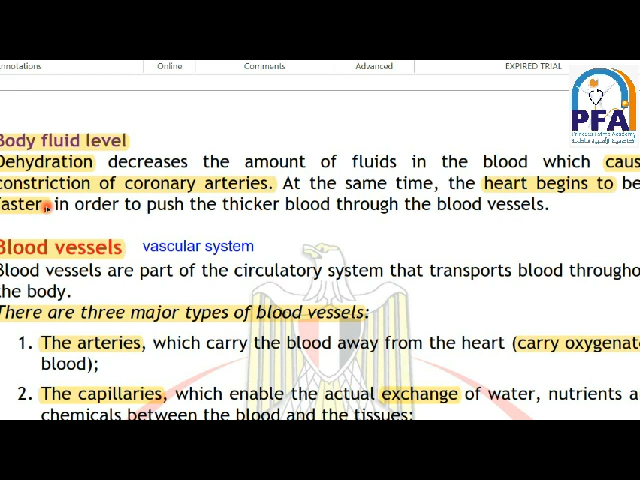 nnotations Online Comments Advanced EXPIRED TRIAL
PFA
Body fluid level
Dehydration decreases the amount of fluids in the blood which caus
constriction of coronary arteries. At the same time, the heart begins to be
faster in order to push the thicker blood through the blood vessels.
Blood vessels vascular system
Blood vessels are part of the circulatory system that transports blood througho
the body.
There are three major types of blood vessels:
1. The arteries, which carry the blood away from the heart (carry oxygenate
blood);
2. The capillaries, which enable the actual exchange of water, nutrients a
chemicals between the blood and the tissues;